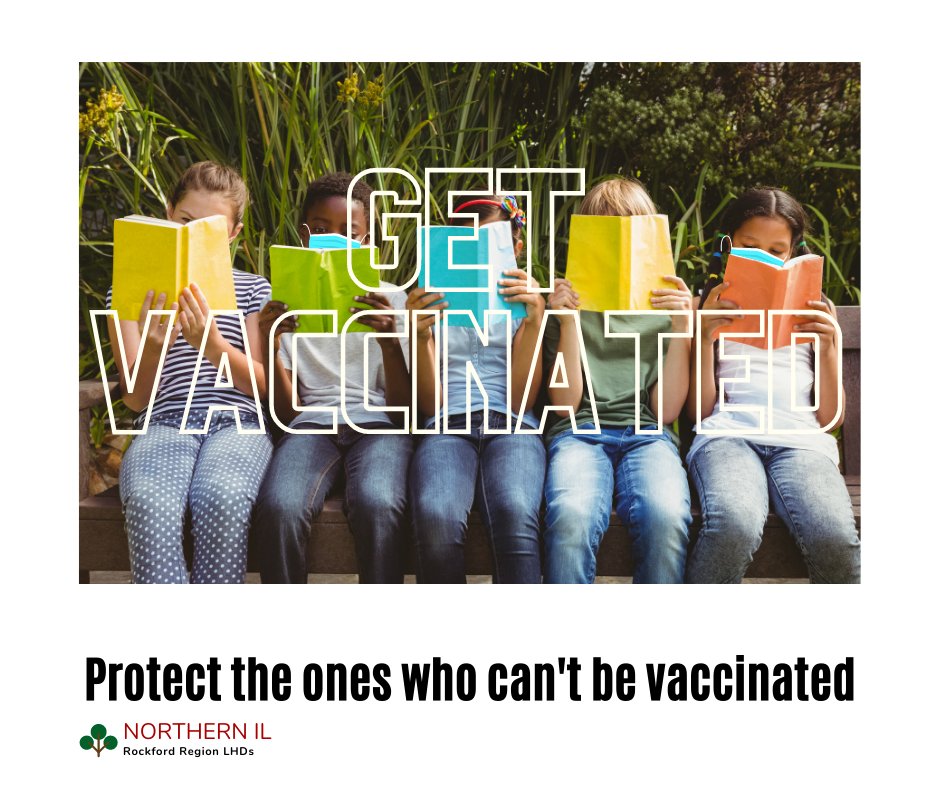 GET
VACCINATED
Protect the ones who can't be vaccinated
NORTHERN IL
Rockford Region LHDs